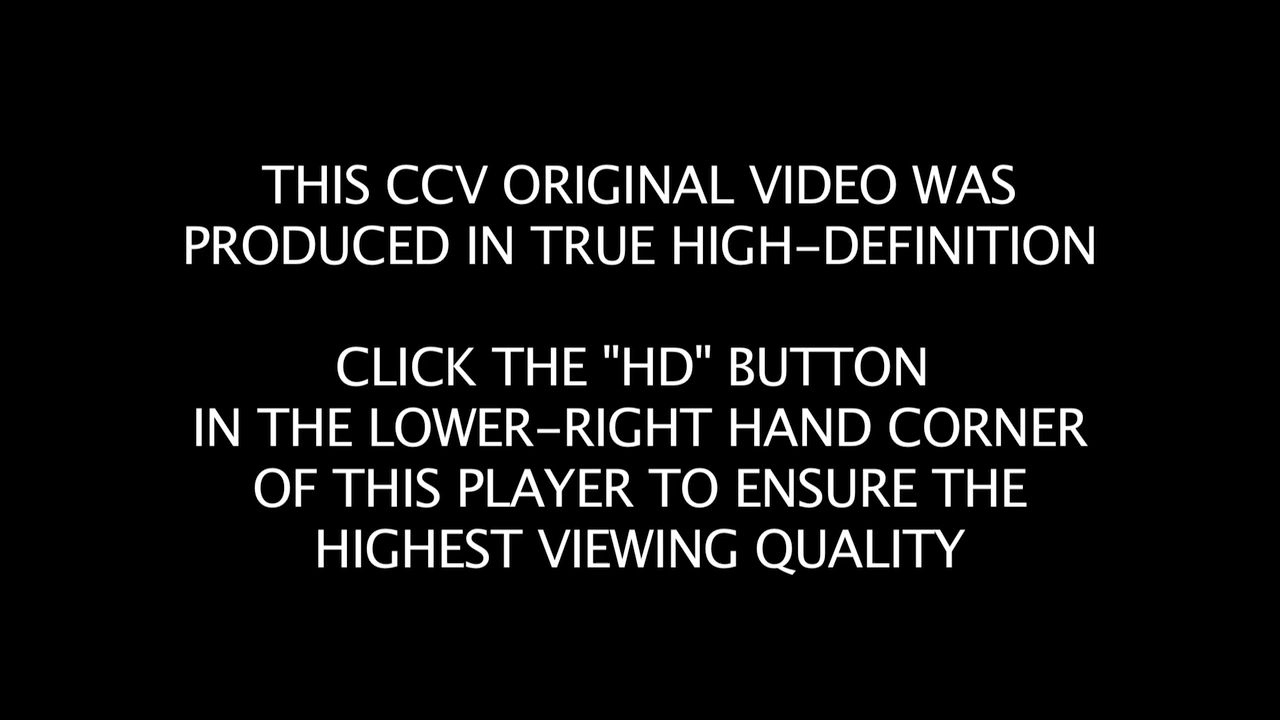 THIS CCV ORIGINAL VIDEO WAS
PRODUCED IN TRUE HIGH-DEFINITION
CLICK THE "HD" BUTTON
IN THE LOWER-RIGHT HAND CORNER
OF THIS PLAYER TO ENSURE THE
HIGHEST VIEWING QUALITY